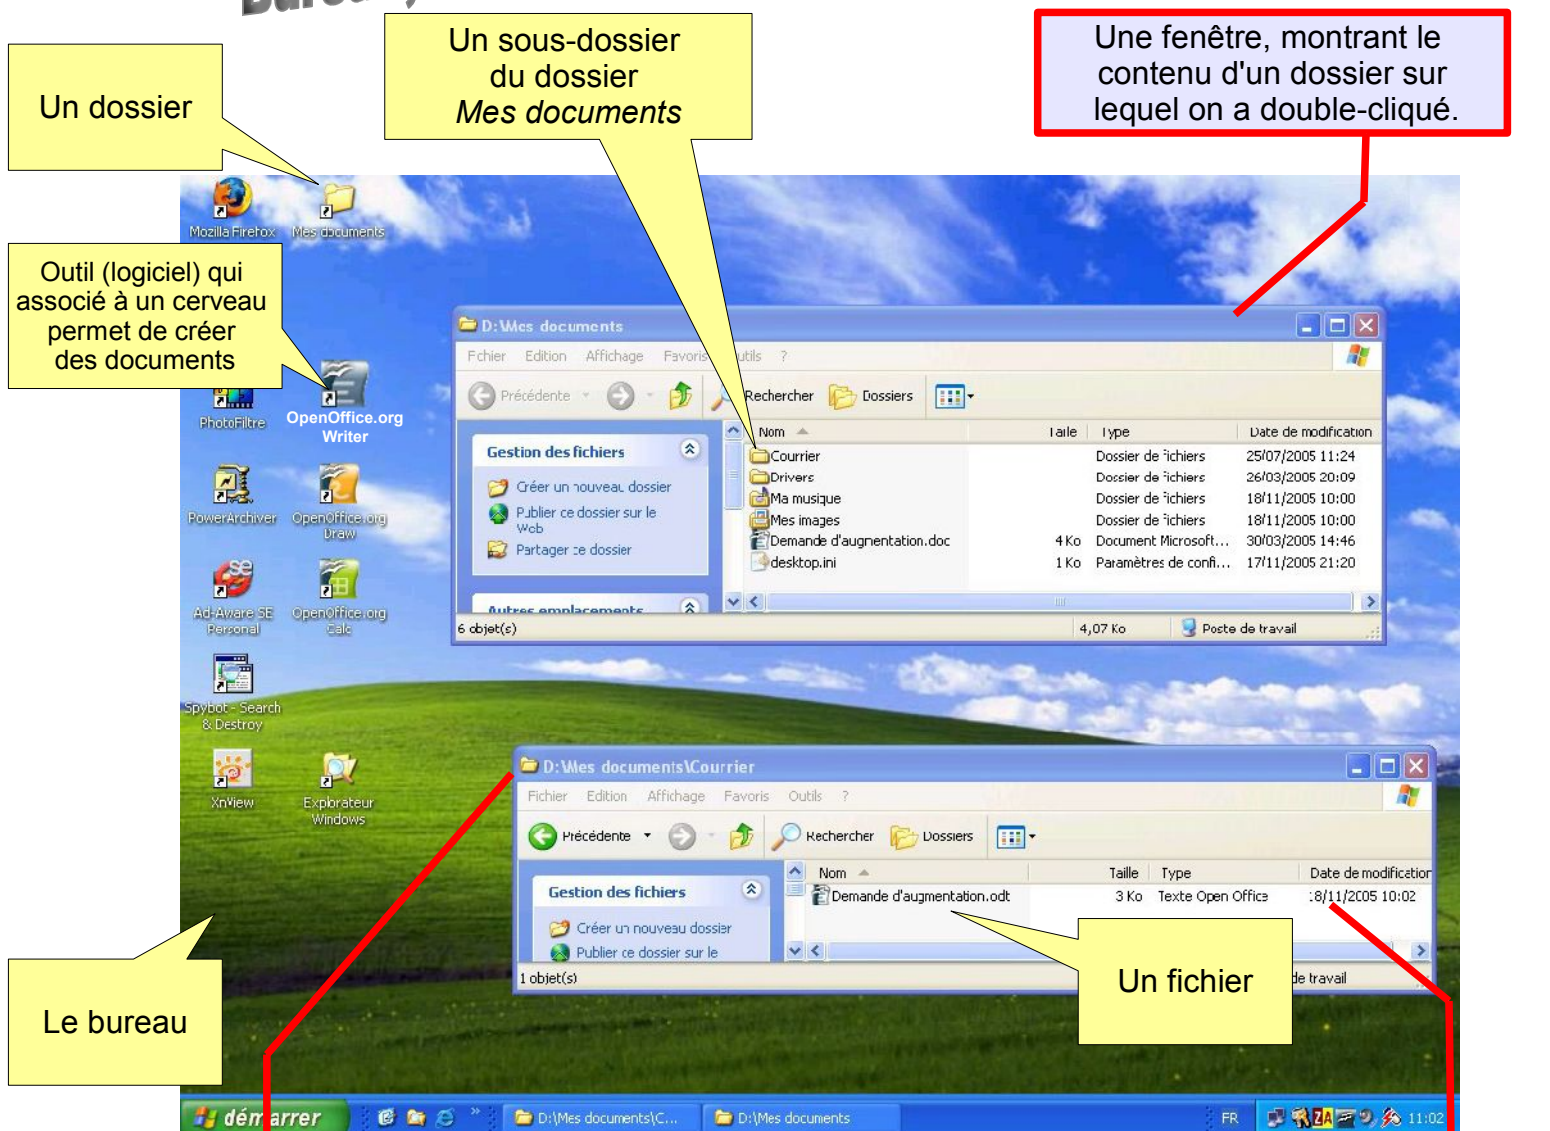 Un sous-dossier
du dossier
Mes documents
Une fenêtre, montrant le
contenu d'un dossier sur
lequel on a double-cliqué.
Un dossier
Mozilla Firefox
Mes documents
Outil (logiciel) qui
associé à un cerveau
permet de créer
des documents
D:\Mes documents
Fichier Edition Affichage Favoris Outils ?
Précédente
Rechercher
Dossiers
PhotoFiltre
OpenOffice.org
Writer
Nom Taille Type Date de modification
Gestion des fichiers
Créer un nouveau dossier
Publier ce dossier sur le
Web
Partager ce dossier
Autres emplacements
Courrier Dossier de fichiers 25/07/2005 11:24
Drivers Dossier de fichiers 26/03/2005 20:09
Ma musique Dossier de fichiers 18/11/2005 10:00
Mes images Dossier de fichiers 18/11/2005 10:00
Demande d'augmentation.doc 4 Ko Document Microsoft... 30/03/2005 14:46
desktop.ini 1 Ko Paramètres de confi... 17/11/2005 21:20
6 objet(s) 4,07 Ko Poste de travail
PowerArchiver
OpenOffice.org
Draw
Ad-Aware SE
Personal
OpenOffice.org
Calc
Spybot - Search
& Destroy
XnView
Explorateur
Windows
D:\Mes documents\Courrier
Fichier Edition Affichage Favoris Outils ?
Précédente
Rechercher
Dossiers
Nom Taille Type Date de modification
Gestion des fichiers
Créer un nouveau dossier
Publier ce dossier sur le
Demande d'augmentation.odt 3 Ko Texte Open Office 18/11/2005 10:02
1 objet(s) de travail
Un fichier
Le bureau
démarrer
D:\Mes documents\C...
D:\Mes documents
FR
ZA
11:02